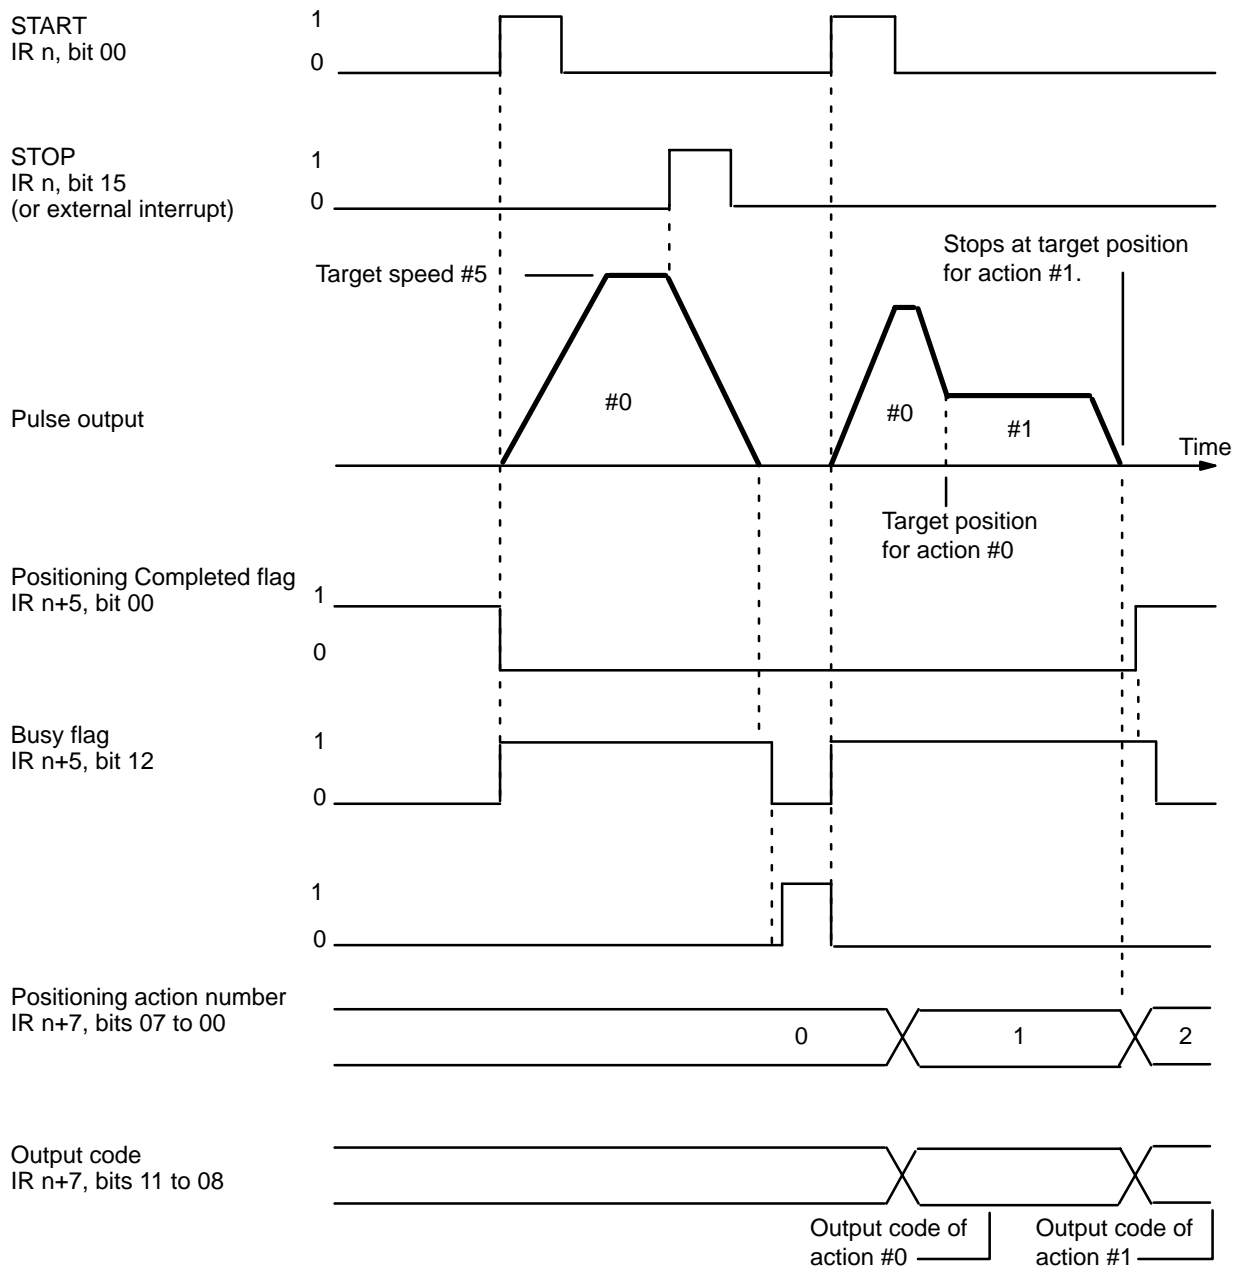 START
IR n, bit 00
1
0
STOP
IR n, bit 15
(or external interrupt)
1
0
Stops at target position
for action #1.
Target speed #5
#0
#0
#1
Pulse output
Time
Target position
for action #0
Positioning Completed flag
IR n+5, bit 00
1
0
Busy flag
IR n+5, bit 12
1
0
1
0
Positioning action number
IR n+7, bits 07 to 00
0
1
2
Output code
IR n+7, bits 11 to 08
Output code of
action #0
Output code of
action #1